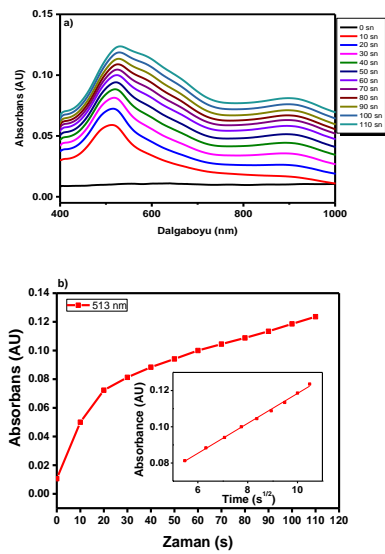 a)
0.15
0.10
0.05
0.00
Absorbans (AU)
400 600 800 1000
Dalgaboyu (nm)
0 sn
10 sn
20 sn
30 sn
40 sn
50 sn
60 sn
70 sn
80 sn
90 sn
100 sn
110 sn
b)
513 nm
0.14
0.12
0.10
0.08
0.06
0.04
0.02
0.00
Absorbans (AU)
0 10 20 30 40 50 60 70 80 90 100 110 120
Zaman (s)
0.12
0.10
0.08
Absorbance (AU)
6 8 10
Time (s^1/2)